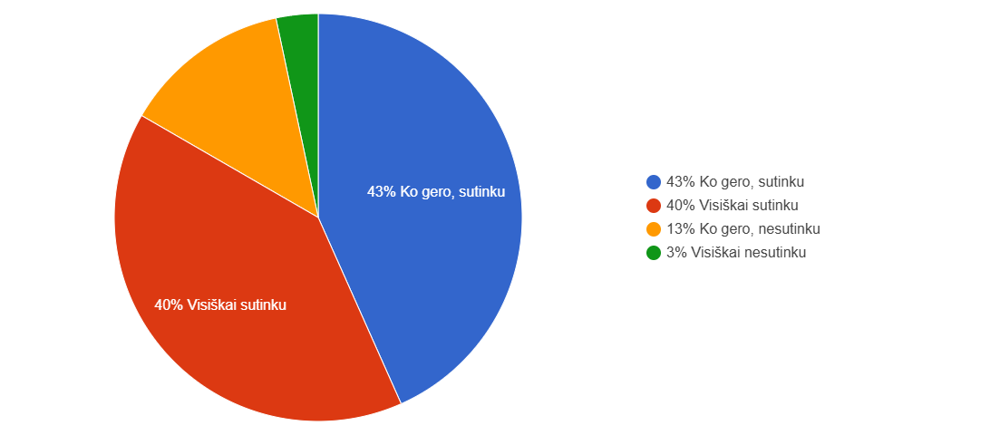 43% Ko gero, sutinku
40% Visiškai sutinku
43% Ko gero, sutinku
40% Visiškai sutinku
13% Ko gero, nesutinku
3% Visiškai nesutinku